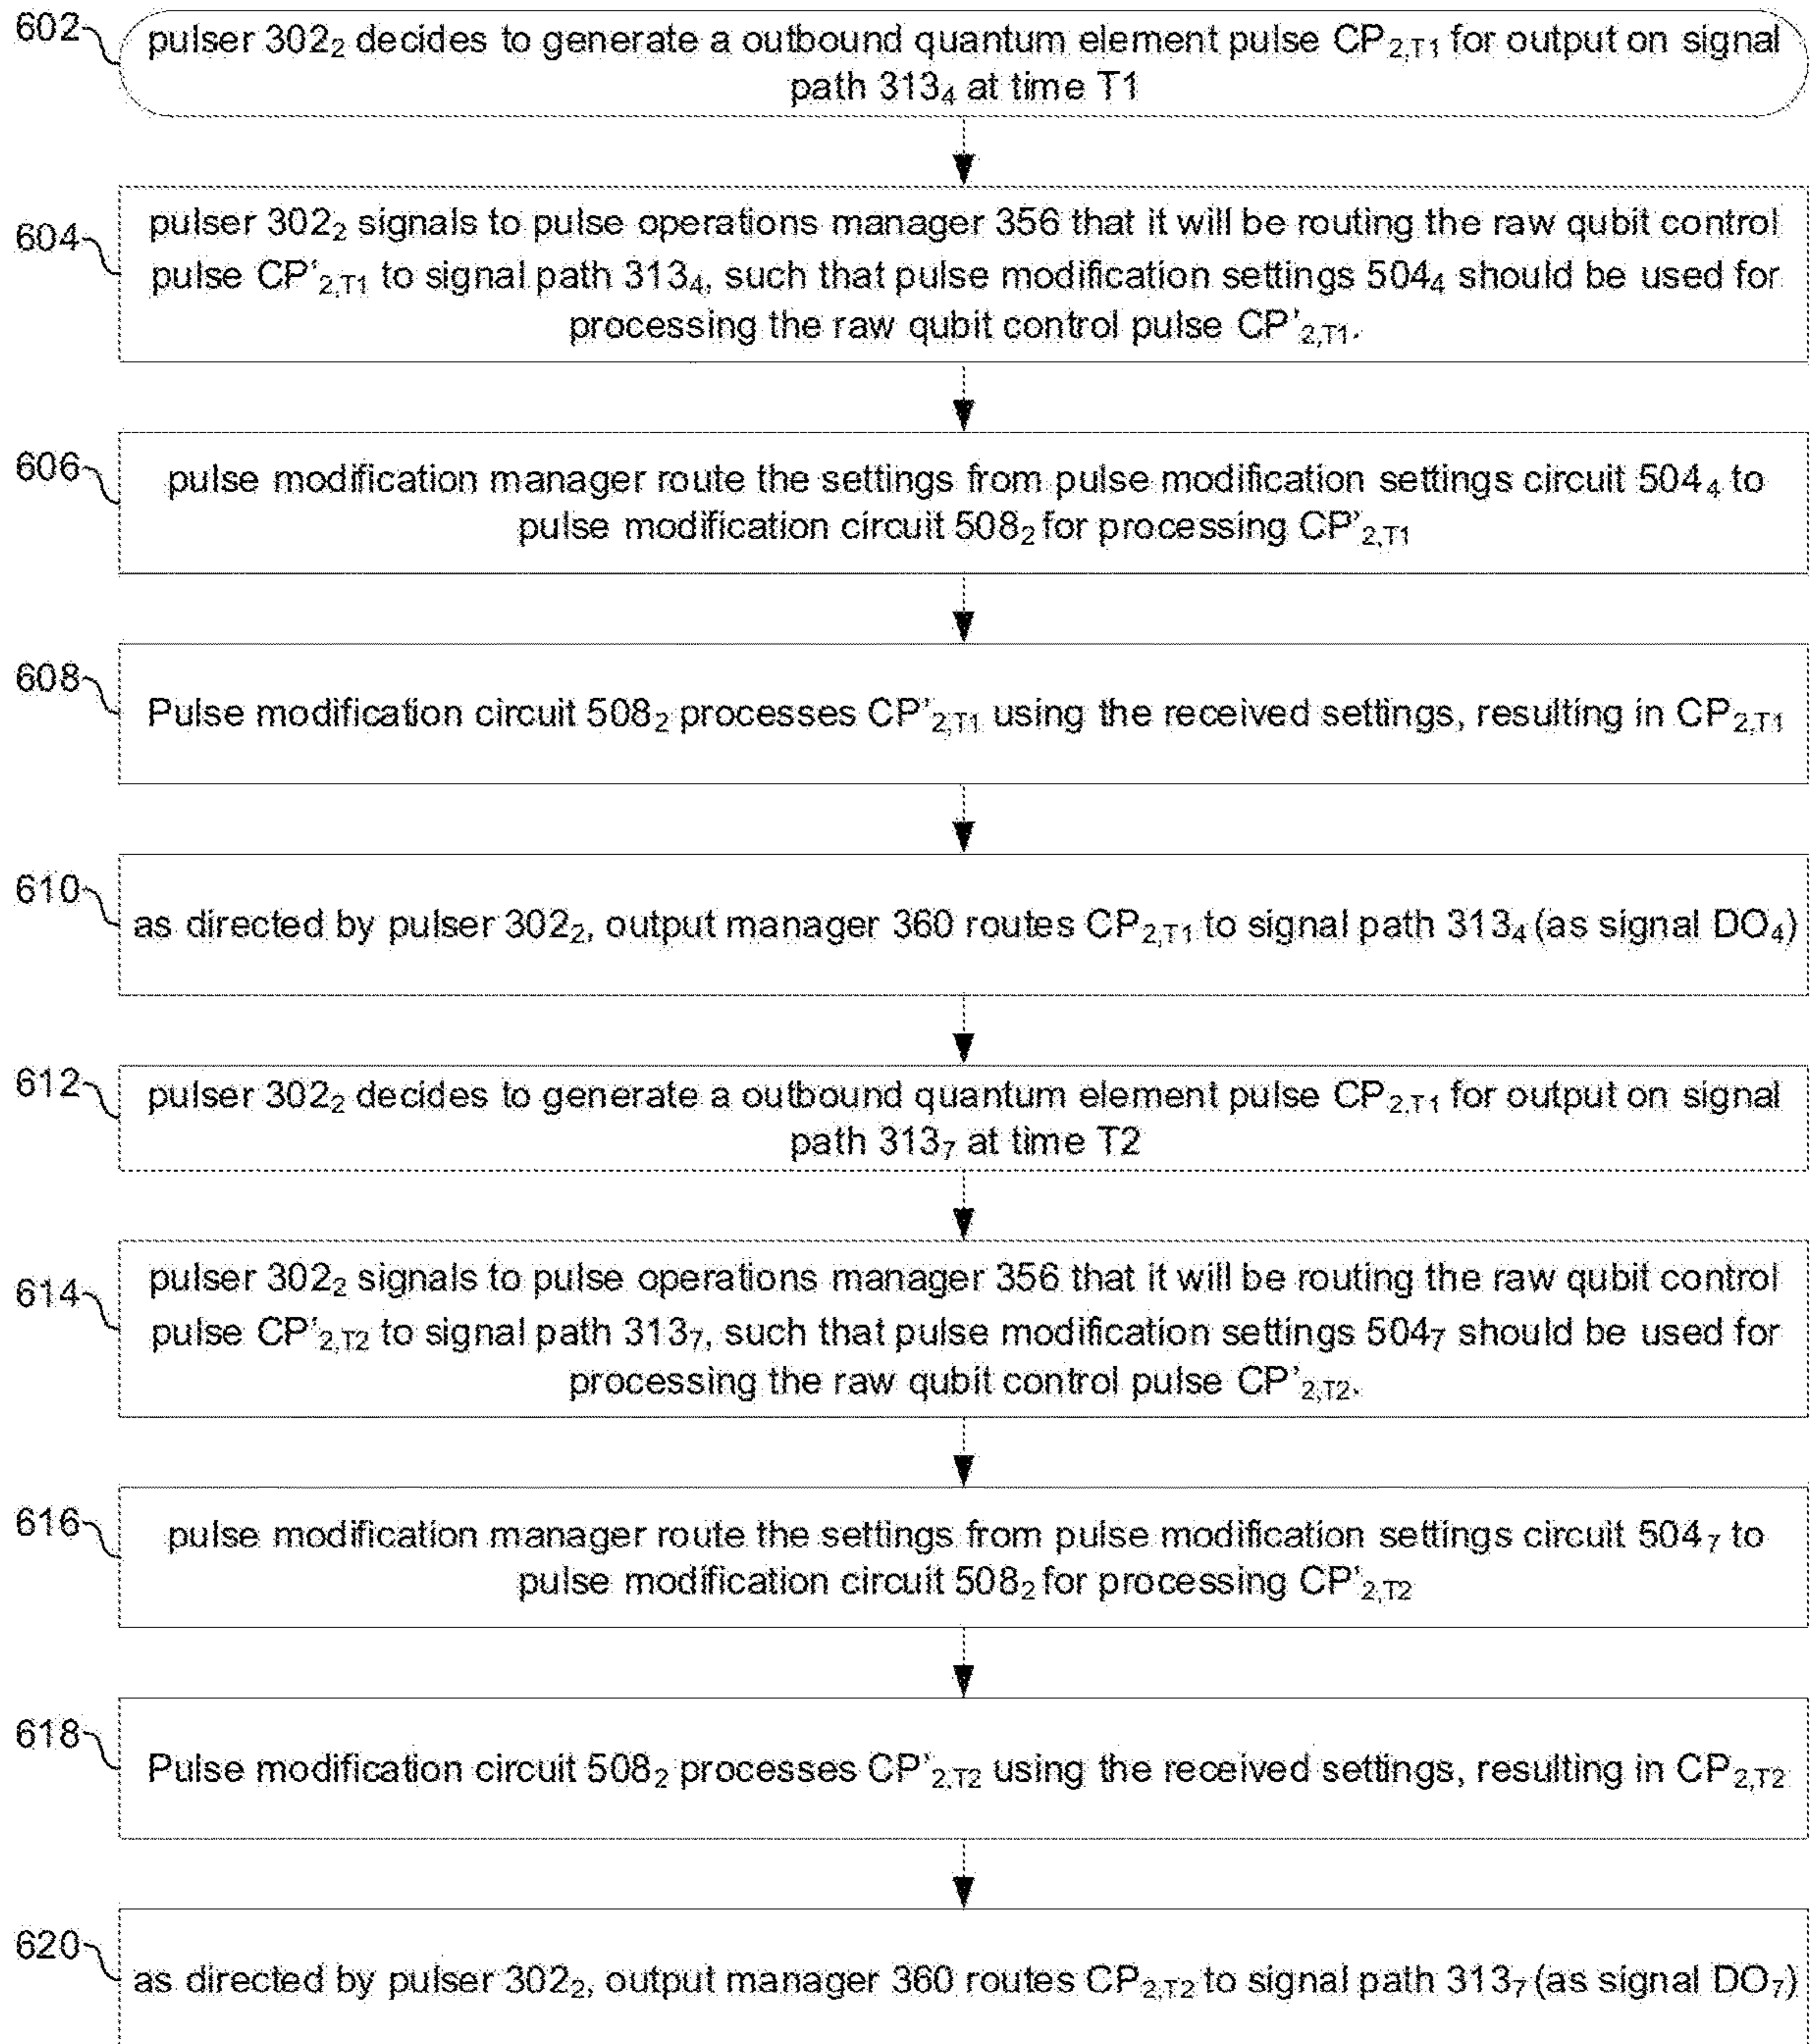 602
pulser 302₂ decides to generate a outbound quantum element pulse CP₂,T1 for output on signal
path 313₄ at time T1
604
pulser 302₂ signals to pulse operations manager 356 that it will be routing the raw qubit control
pulse CP'₂,T1 to signal path 313₄, such that pulse modification settings 504₄ should be used for
processing the raw qubit control pulse CP'₂,T1.
606
pulse modification manager route the settings from pulse modification settings circuit 504₄ to
pulse modification circuit 508₂ for processing CP'₂,T1
608
Pulse modification circuit 508₂ processes CP'₂,T1 using the received settings, resulting in CP₂,T1
610
as directed by pulser 302₂, output manager 360 routes CP₂,T1 to signal path 313₄ (as signal DO₄)
612
pulser 302₂ decides to generate a outbound quantum element pulse CP₂,T1 for output on signal
path 313₇ at time T2
614
pulser 302₂ signals to pulse operations manager 356 that it will be routing the raw qubit control
pulse CP'₂,T2 to signal path 313₇, such that pulse modification settings 504₇ should be used for
processing the raw qubit control pulse CP'₂,T2.
616
pulse modification manager route the settings from pulse modification settings circuit 504₇ to
pulse modification circuit 508₂ for processing CP'₂,T2
618
Pulse modification circuit 508₂ processes CP'₂,T2 using the received settings, resulting in CP₂,T2
620
as directed by pulser 302₂, output manager 360 routes CP₂,T2 to signal path 313₇ (as signal DO₇)